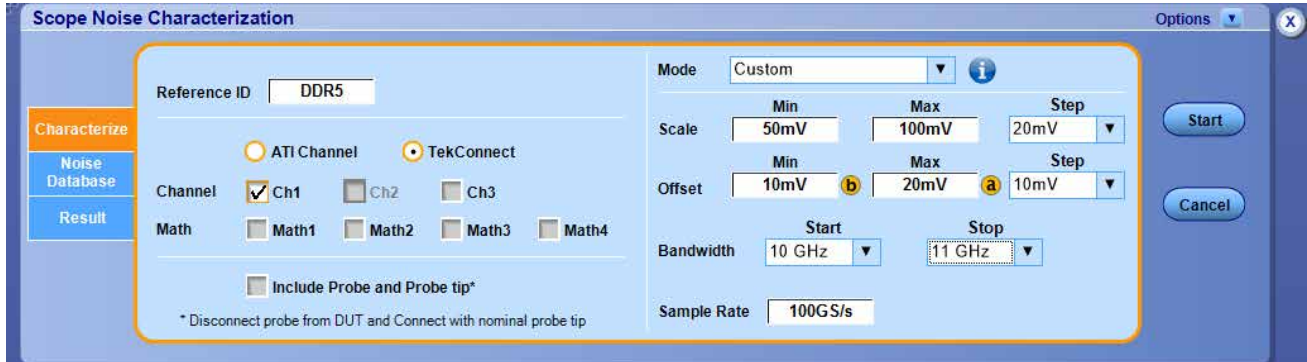 Scope Noise Characterization
Options
X
Characterize
Noise
Database
Result
Reference ID DDR5
ATI Channel TekConnect
Channel Ch1 Ch2 Ch3
Math Math1 Math2 Math3 Math4
Include Probe and Probe tip*
* Disconnect probe from DUT and Connect with nominal probe tip
Mode Custom i
Min Max Step
Scale 50mV 100mV 20mV
Min Max Step
Offset 10mV b 20mV a 10mV
Start Stop
Bandwidth 10 GHz 11 GHz
Sample Rate 100GS/s
Start
Cancel